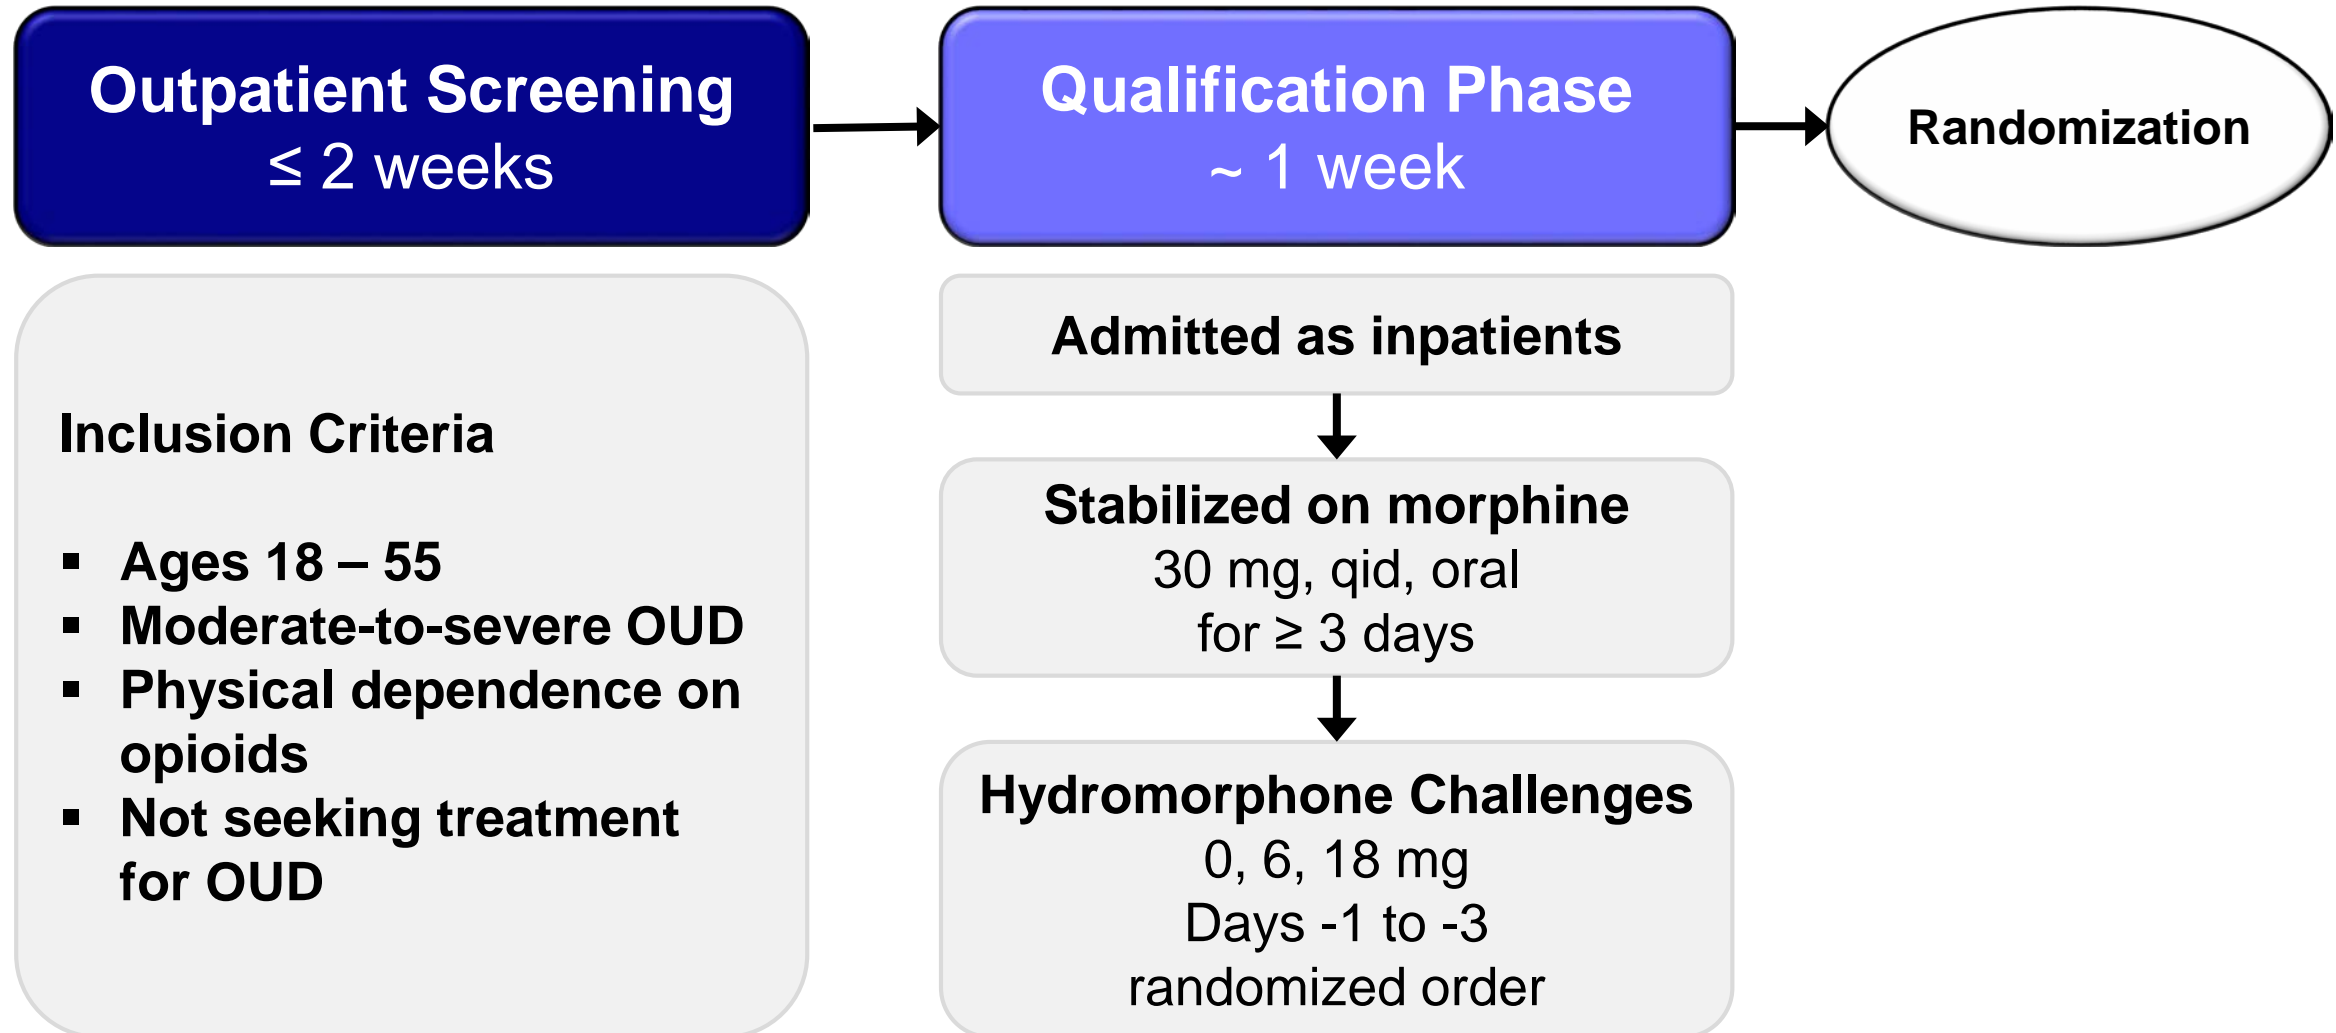 Outpatient Screening
≤ 2 weeks
Qualification Phase
~ 1 week
Randomization
Inclusion Criteria
▪ Ages 18 – 55
▪ Moderate-to-severe OUD
▪ Physical dependence on
opioids
▪ Not seeking treatment
for OUD
Admitted as inpatients
Stabilized on morphine
30 mg, qid, oral
for ≥ 3 days
Hydromorphone Challenges
0, 6, 18 mg
Days -1 to -3
randomized order